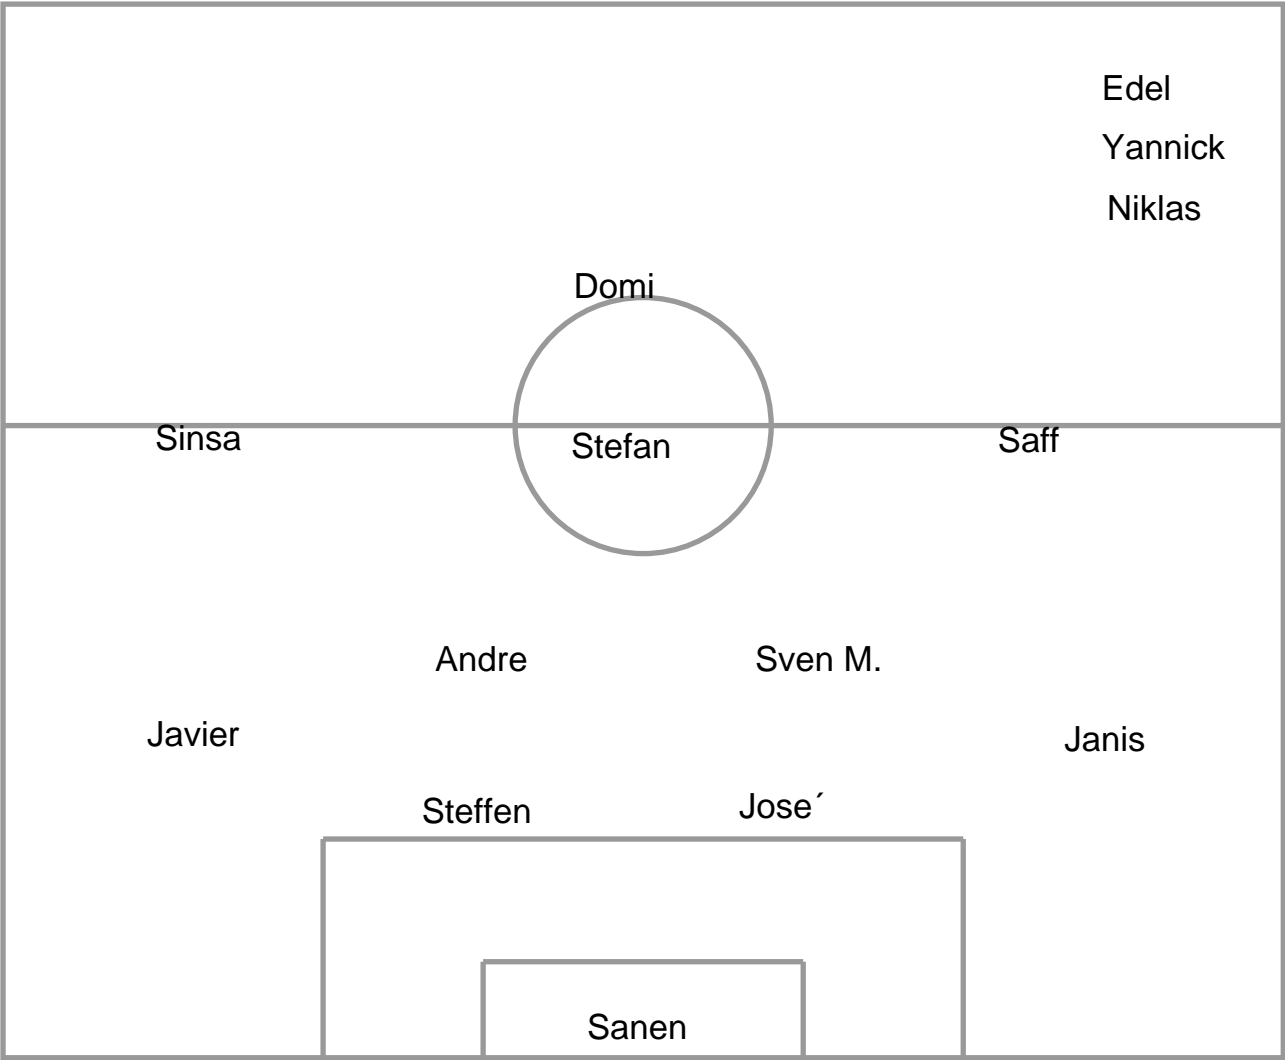 Edel
Yannick
Niklas
Domi
Sinsa
Stefan
Saff
Andre
Sven M.
Javier
Janis
Steffen
Jose´
Sanen